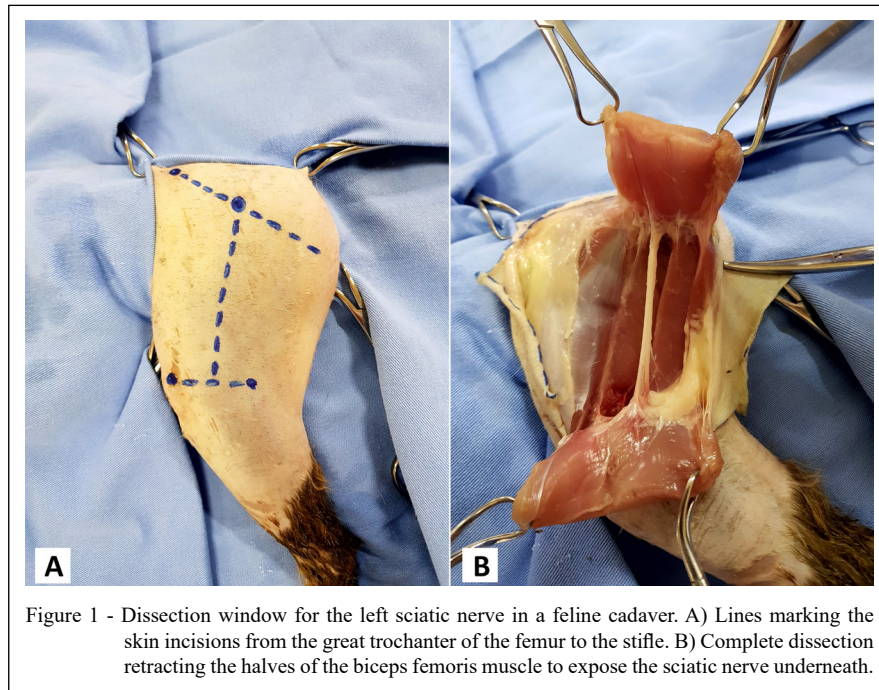 A
B
Figure 1 - Dissection window for the left sciatic nerve in a feline cadaver. A) Lines marking the
skin incisions from the great trochanter of the femur to the stifle. B) Complete dissection
retracting the halves of the biceps femoris muscle to expose the sciatic nerve underneath.